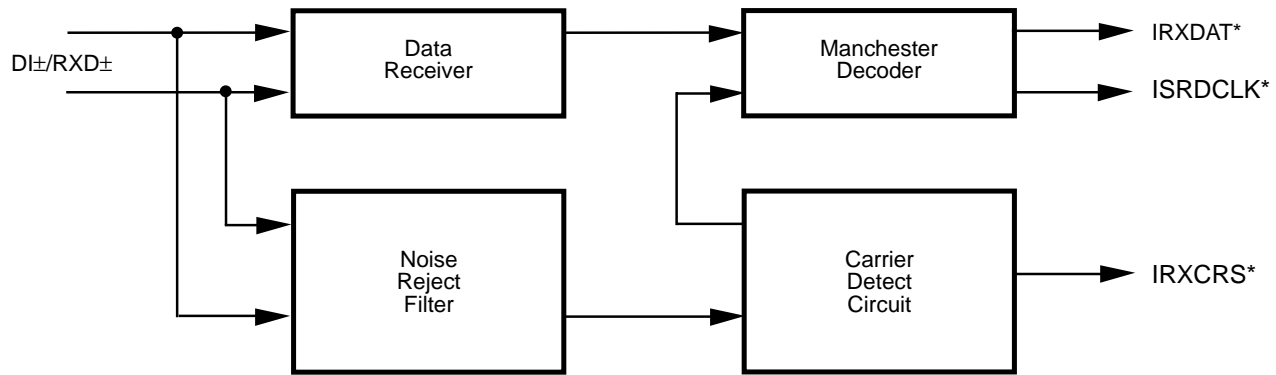 DI±/RXD±
Data
Receiver
Manchester
Decoder
IRXDAT*
ISRDCLK*
Noise
Reject
Filter
Carrier
Detect
Circuit
IRXCRS*